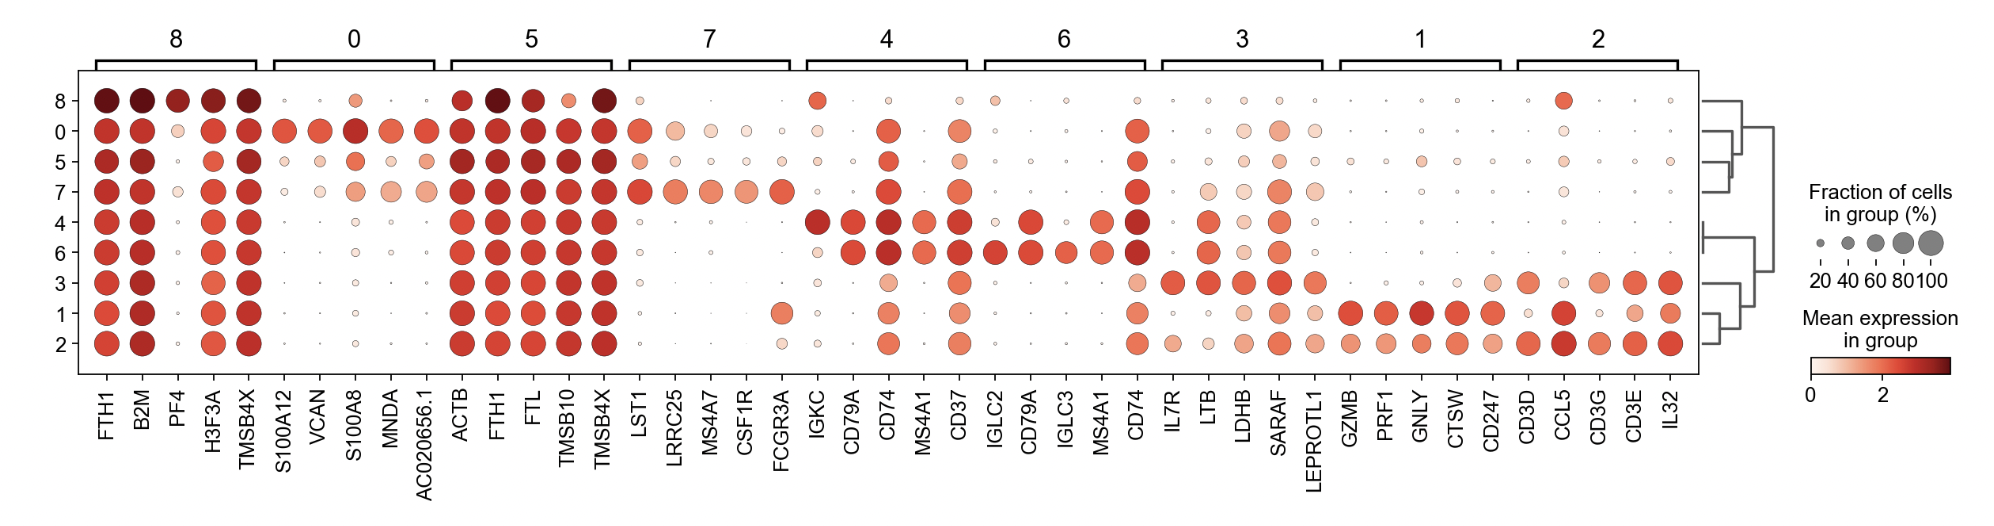 8 0 5 7 4 6 3 1 2
8
0
5
7
4
6
3
1
2
FTH1 B2M PF4 H3F3A TMSB4X S100A12 VCAN S100A8 MNDA AC020656.1 ACTB FTH1 FTL TMSB10 TMSB4X LST1 LRRC25 MS4A7 CSF1R FCGR3A IGKC CD79A CD74 MS4A1 CD37 IGLC2 CD79A IGLC3 MS4A1 CD74 IL7R LTB LDHB SARAF LEPROTL1 GZMB PRF1 GNLY CTSW CD247 CD3D CCL5 CD3G CD3E IL32
Fraction of cells
in group (%)
20 40 60 80 100
Mean expression
in group
0 2